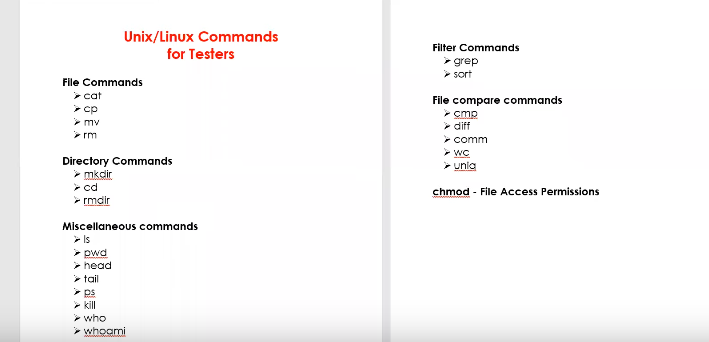 Unix/Linux Commands
for Testers
File Commands
➤ cat
➤ cp
➤ mv
➤ rm
Directory Commands
➤ mkdir
➤ cd
➤ rmdir
Miscellaneous commands
➤ ls
➤ pwd
➤ head
➤ tail
➤ ps
➤ kill
➤ who
➤ whoami
Filter Commands
➤ grep
➤ sort
File compare commands
➤ cmp
➤ diff
➤ comm
➤ wc
➤ uniq
chmod - File Access Permissions